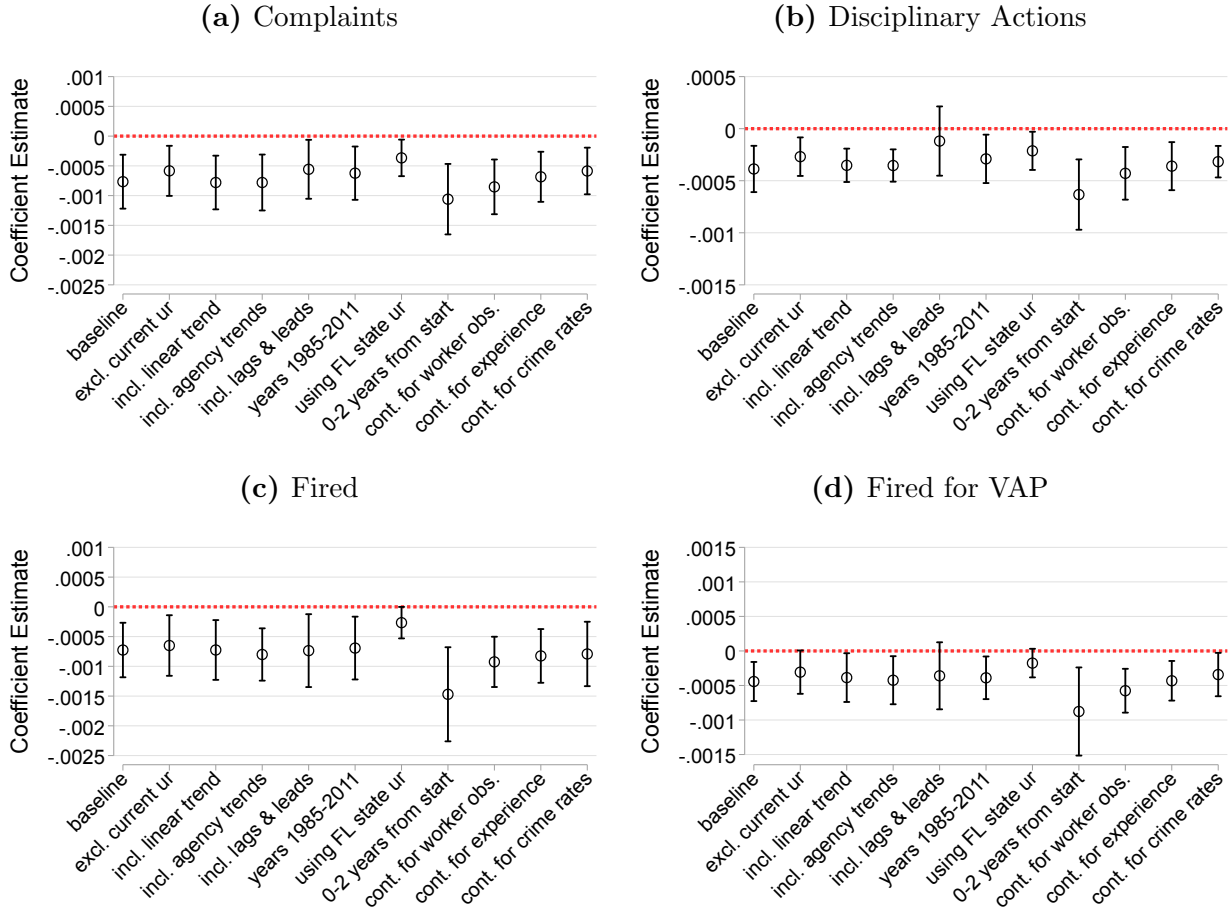 (a) Complaints
Coefficient Estimate
.001
.0005
0
-.0005
-.001
-.0015
-.002
-.0025
baseline
excl. current ur
incl. linear trend
incl. agency trends
incl. lags & leads
years 1985-2011
using FL state ur
0-2 years from start
cont. for worker obs.
cont. for experience
cont. for crime rates
(b) Disciplinary Actions
Coefficient Estimate
.0005
0
-.0005
-.001
-.0015
baseline
excl. current ur
incl. linear trend
incl. agency trends
incl. lags & leads
years 1985-2011
using FL state ur
0-2 years from start
cont. for worker obs.
cont. for experience
cont. for crime rates
(c) Fired
Coefficient Estimate
.001
.0005
0
-.0005
-.001
-.0015
-.002
-.0025
baseline
excl. current ur
incl. linear trend
incl. agency trends
incl. lags & leads
years 1985-2011
using FL state ur
0-2 years from start
cont. for worker obs.
cont. for experience
cont. for crime rates
(d) Fired for VAP
Coefficient Estimate
.0015
.001
.0005
0
-.0005
-.001
-.0015
baseline
excl. current ur
incl. linear trend
incl. agency trends
incl. lags & leads
years 1985-2011
using FL state ur
0-2 years from start
cont. for worker obs.
cont. for experience
cont. for crime rates